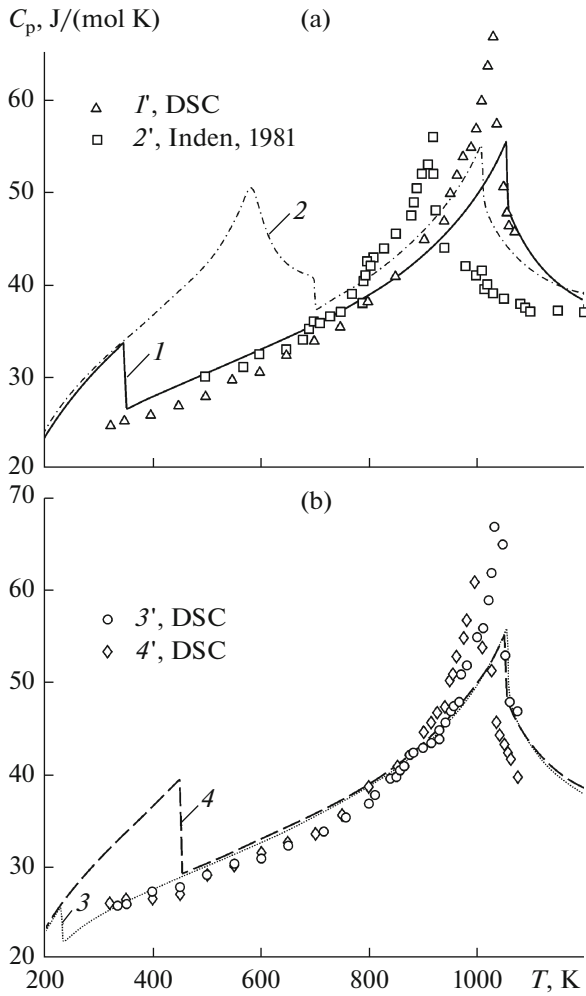 C_p, J/(mol K)
(a)
60
50
40
30
20
1', DSC
2', Inden, 1981
2
1
(b)
70
60
50
40
30
20
3', DSC
4', DSC
4
3
200 400 600 800 1000 T, K